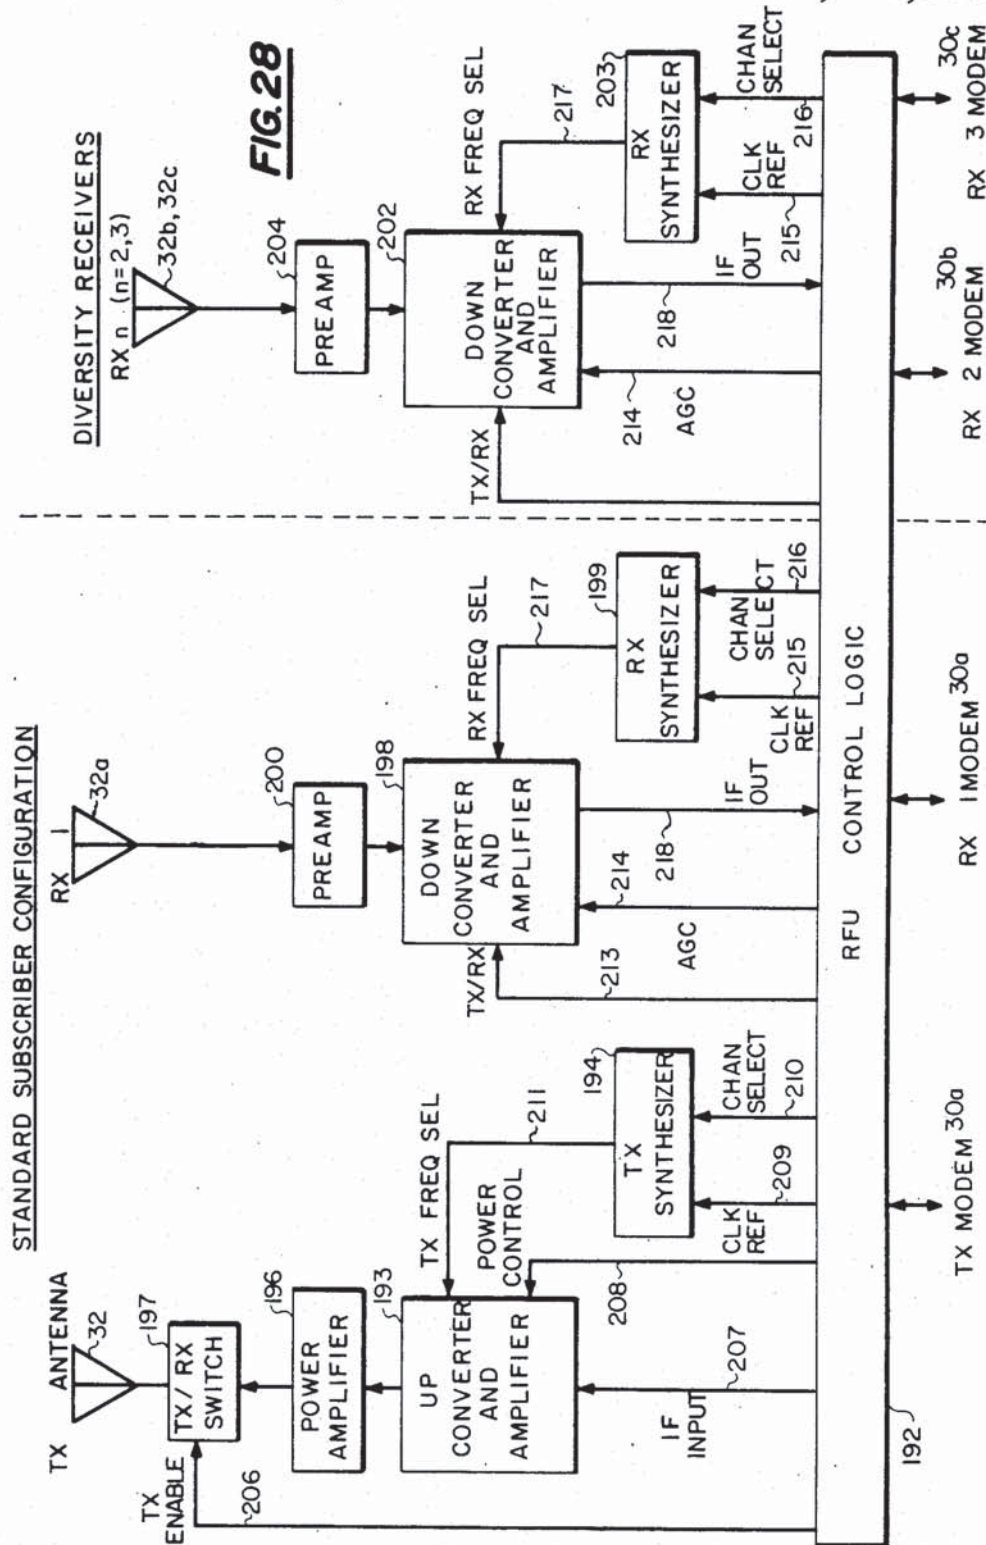 STANDARD SUBSCRIBER CONFIGURATION
DIVERSITY RECEIVERS
FIG. 28
TX ANTENNA
32
RX 1
32a
RX n (n=2,3)
32b, 32c
TX
ENABLE
206
197
TX/RX
SWITCH
196
POWER
AMPLIFIER
193
UP
CONVERTER
AND
AMPLIFIER
TX FREQ SEL
211
POWER
CONTROL
208
IF
INPUT
207
194
TX
SYNTHESIZER
CLK
REF
209
CHAN
SELECT
210
200
PREAMP
198
DOWN
CONVERTER
AND
AMPLIFIER
TX/RX
213
AGC
214
218
IF
OUT
RX FREQ SEL
217
199
RX
SYNTHESIZER
CLK
REF
215
CHAN
SELECT
216
204
PREAMP
202
DOWN
CONVERTER
AND
AMPLIFIER
TX/RX
214
AGC
218
IF
OUT
RX FREQ SEL
217
203
RX
SYNTHESIZER
CLK
REF
215
CHAN
SELECT
216
RFU CONTROL LOGIC
192
TX MODEM 30a
RX 1 MODEM 30a
RX 2 MODEM 30b
RX 3 MODEM 30c